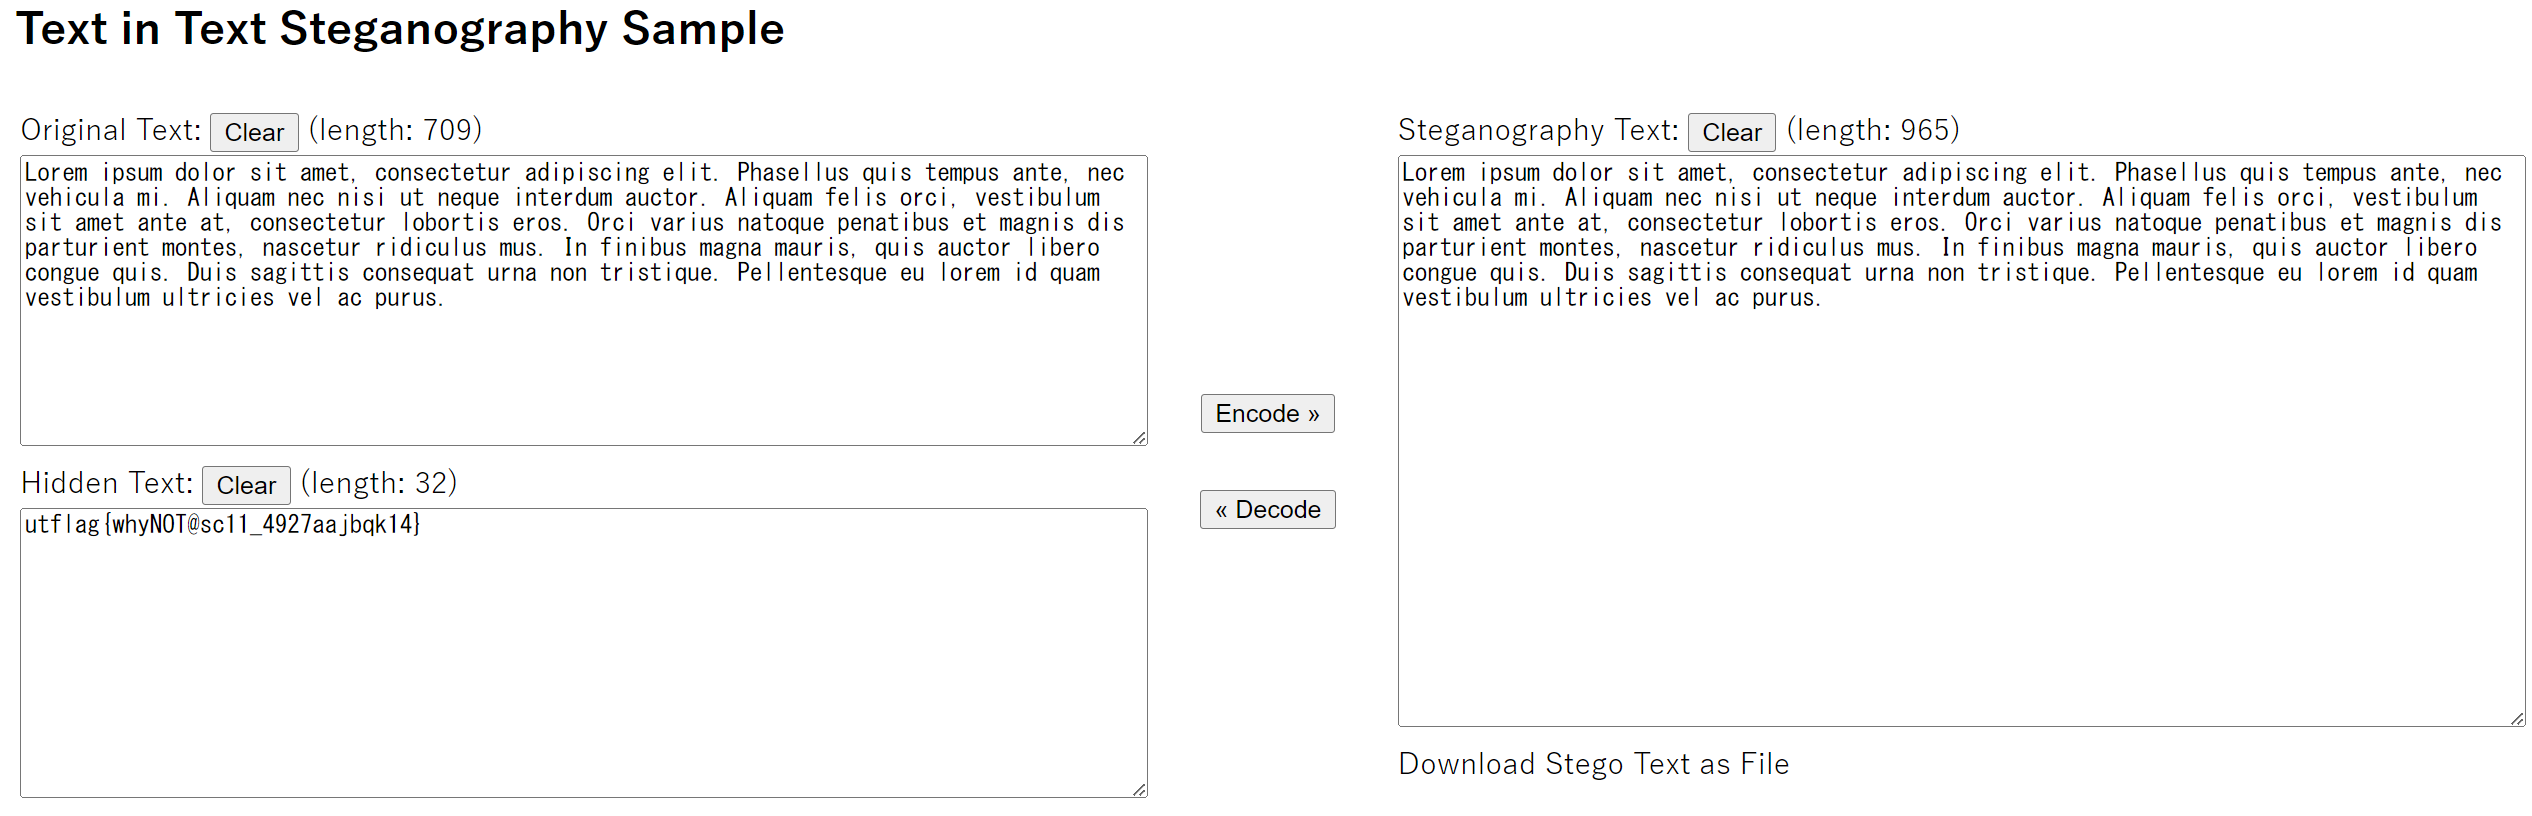 Text in Text Steganography Sample
Original Text: Clear (length: 709)
Lorem ipsum dolor sit amet, consectetur adipiscing elit. Phasellus quis tempus ante, nec
vehicula mi. Aliquam nec nisi ut neque interdum auctor. Aliquam felis orci, vestibulum
sit amet ante at, consectetur lobortis eros. Orci varius natoque penatibus et magnis dis
parturient montes, nascetur ridiculus mus. In finibus magna mauris, quis auctor libero
congue quis. Duis sagittis consequat urna non tristique. Pellentesque eu lorem id quam
vestibulum ultricies vel ac purus.
Hidden Text: Clear (length: 32)
utflag{whyNOT@sc11_4927aajbqk14}
Encode »
« Decode
Steganography Text: Clear (length: 965)
Lorem ipsum dolor sit amet, consectetur adipiscing elit. Phasellus quis tempus ante, nec
vehicula mi. Aliquam nec nisi ut neque interdum auctor. Aliquam felis orci, vestibulum
sit amet ante at, consectetur lobortis eros. Orci varius natoque penatibus et magnis dis
parturient montes, nascetur ridiculus mus. In finibus magna mauris, quis auctor libero
congue quis. Duis sagittis consequat urna non tristique. Pellentesque eu lorem id quam
vestibulum ultricies vel ac purus.
Download Stego Text as File